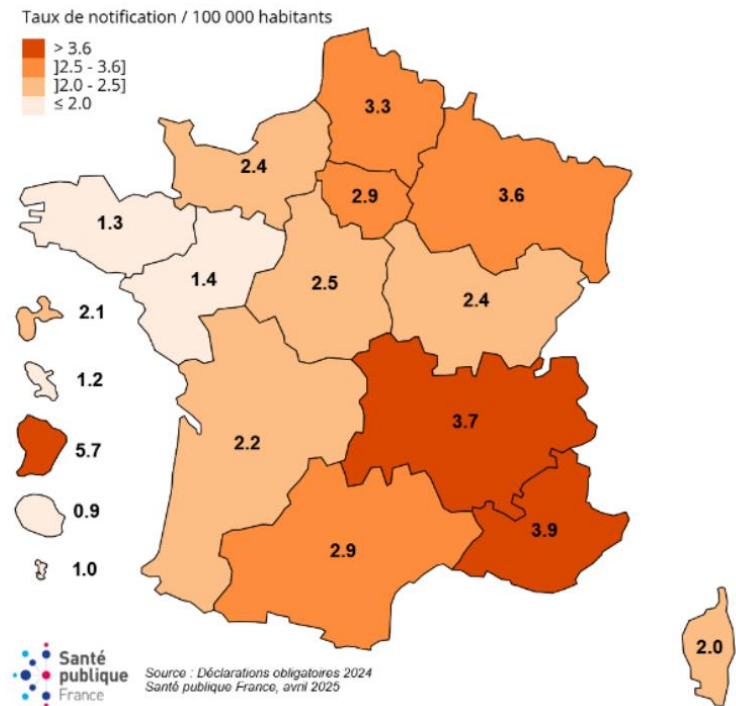 Taux de notification / 100 000 habitants
> 3.6
]2.5 - 3.6]
]2.0 - 2.5]
≤ 2.0
3.3
2.4
2.9
3.6
1.3
1.4
2.5
2.4
2.1
1.2
3.7
2.2
5.7
0.9
3.9
2.9
1.0
2.0
Santé
publique
France
Source : Déclarations obligatoires 2024
Santé publique France, avril 2025